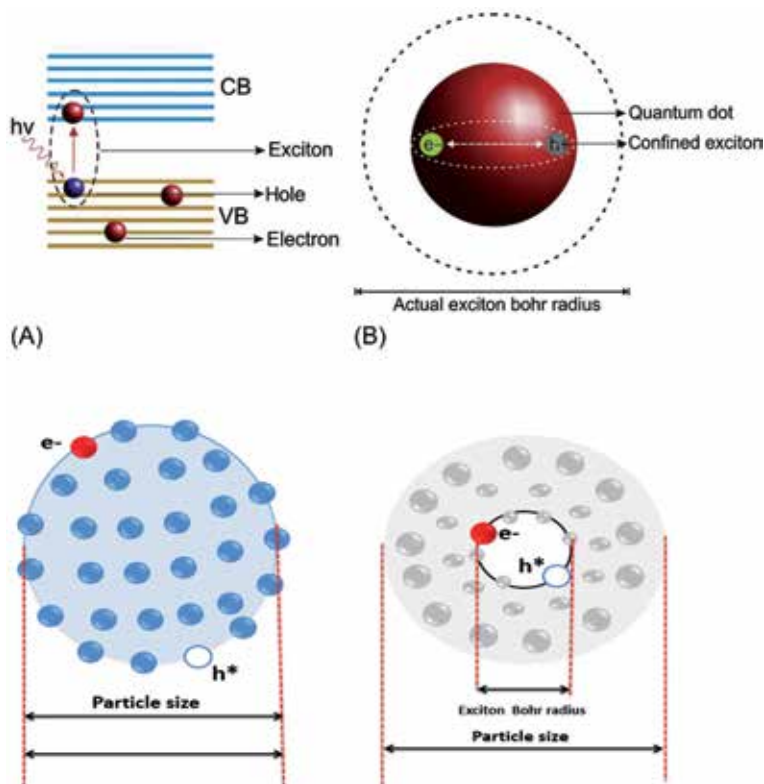 CB
hν
Exciton
Hole
VB
Electron
Quantum dot
e-
h
Confined exciton
Actual exciton bohr radius
(A)
(B)
e-
h*
Particle size
e-
h*
Exciton Bohr radius
Particle size